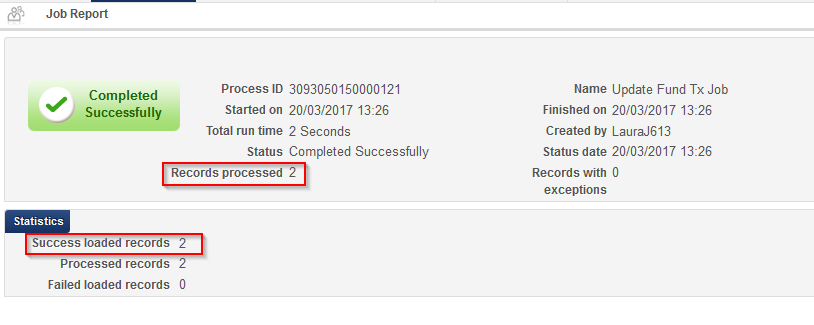 Job Report
Completed Successfully
Process ID 3093050150000121
Name Update Fund Tx Job
Started on 20/03/2017 13:26
Finished on 20/03/2017 13:26
Total run time 2 Seconds
Created by LauraJ613
Status Completed Successfully
Status date 20/03/2017 13:26
Records processed 2
Records with exceptions 0
Statistics
Success loaded records 2
Processed records 2
Failed loaded records 0